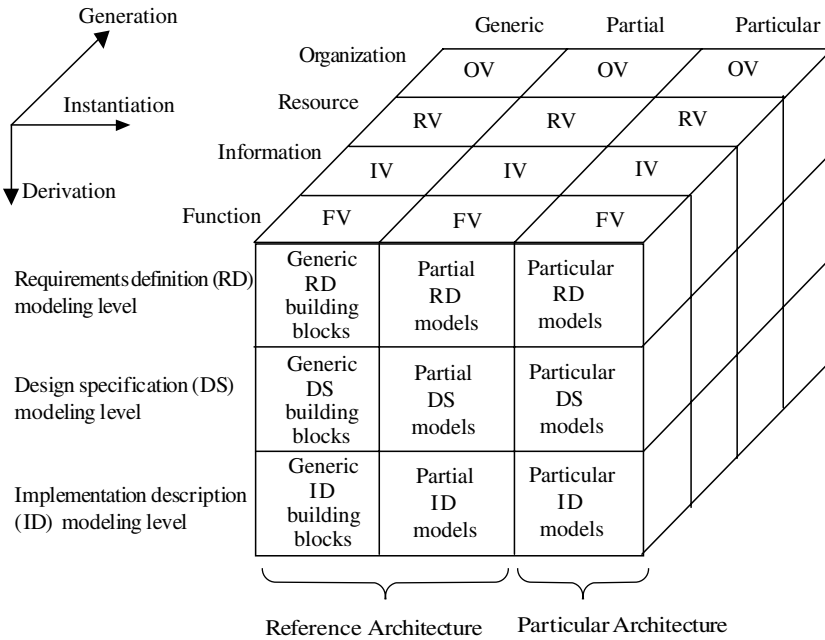 Generation
Instantiation
Derivation
Generic Partial Particular
Organization OV OV OV
Resource RV RV RV
Information IV IV IV
Function FV FV FV
Requirements definition (RD)
modeling level
Generic
RD
building
blocks
Partial
RD
models
Particular
RD
models
Design specification (DS)
modeling level
Generic
DS
building
blocks
Partial
DS
models
Particular
DS
models
Implementation description
(ID) modeling level
Generic
ID
building
blocks
Partial
ID
models
Particular
ID
models
Reference Architecture Particular Architecture